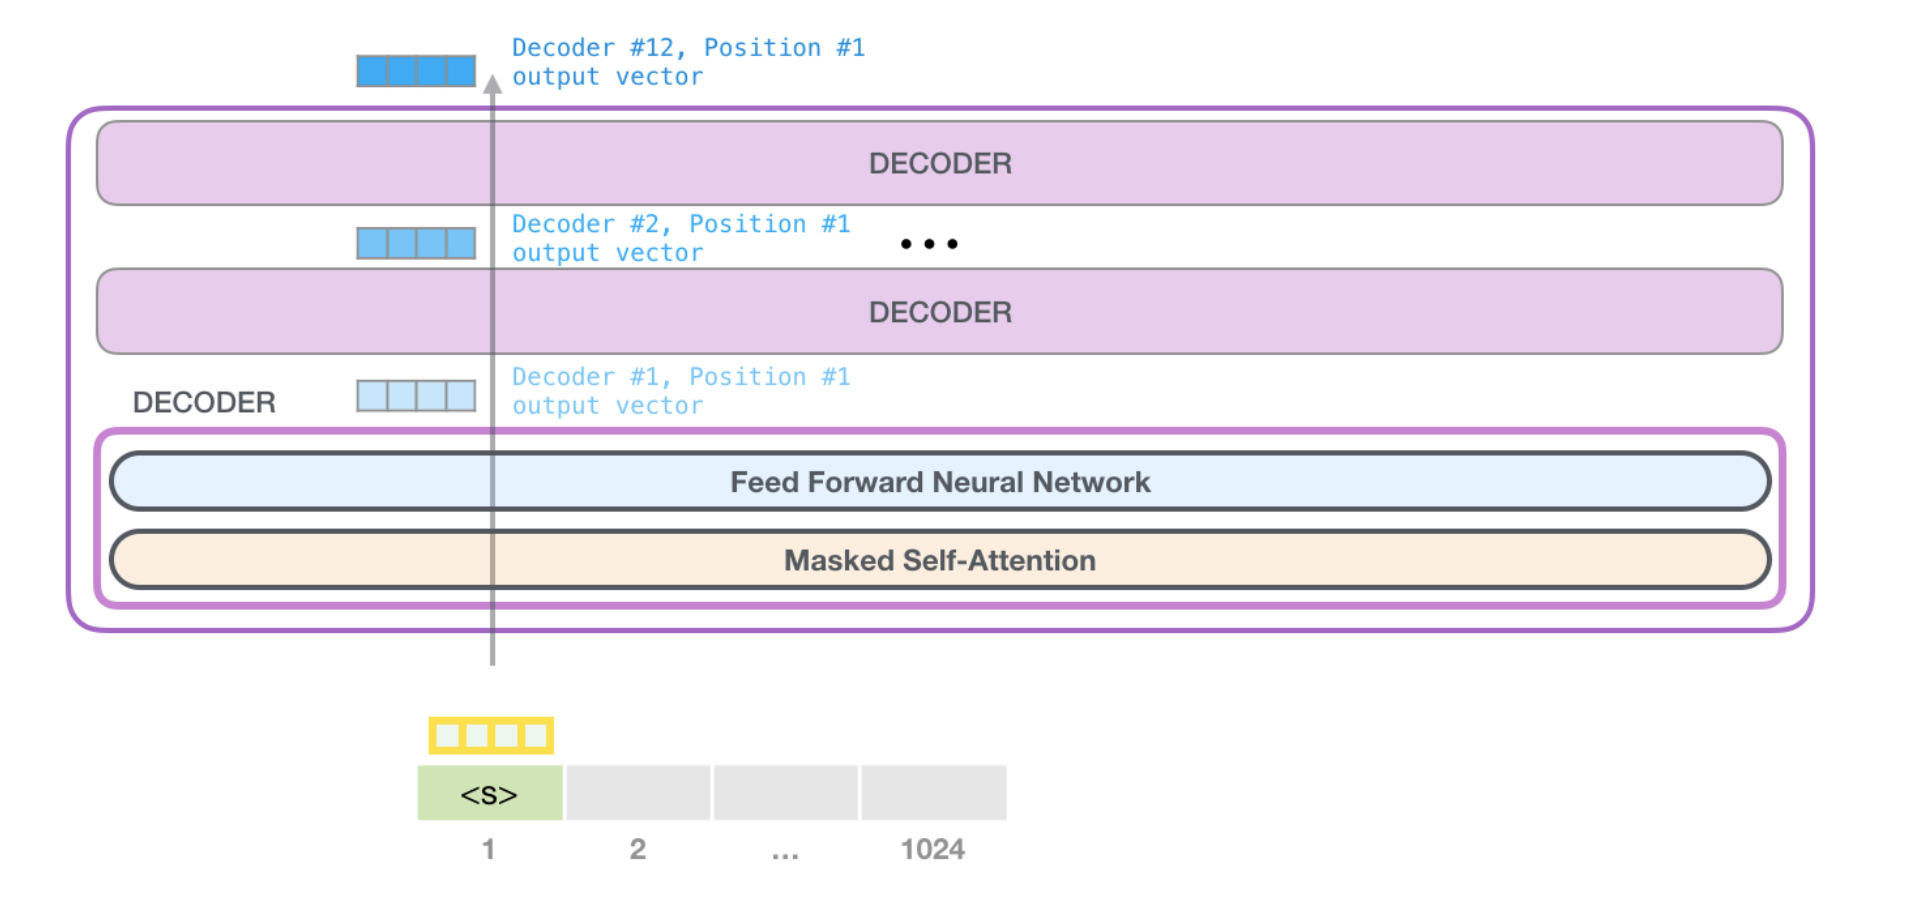 Decoder #12, Position #1
output vector
DECODER
Decoder #2, Position #1
output vector
...
DECODER
Decoder #1, Position #1
output vector
DECODER
Feed Forward Neural Network
Masked Self-Attention
<S>
1 2 ... 1024